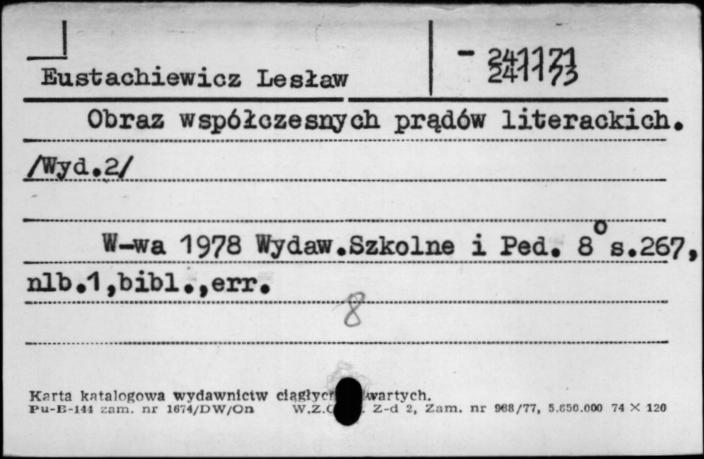 - 241171
241173
Eustachiewicz Lesław
Obraz współczesnych prądów literackich.
/Wyd.2/
W-wa 1978 Wydaw.Szkolne i Ped. 8° s.267,
nlb.1,bibl.,err.
8
Karta katalogowa wydawnictw wartych.
Pu-B-144 zam. nr 1674/DW/On W.Z. Z-d 2, Zam. nr 968/77, 5.650.000 74 X 120